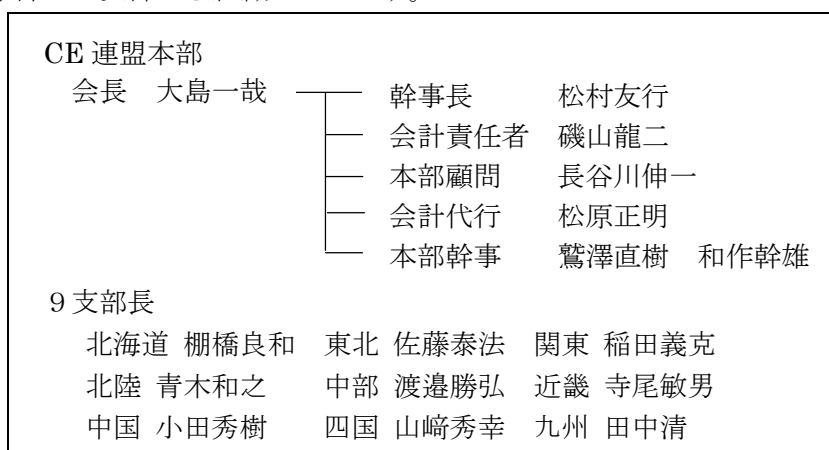 CE 連盟本部
会長 大島一哉 幹事長 松村友行
会計責任者 磯山龍二
本部顧問 長谷川伸一
会計代行 松原正明
本部幹事 鷲澤直樹 和作幹雄
９支部長
北海道 棚橋良和 東北 佐藤泰法 関東 稲田義克
北陸 青木和之 中部 渡邉勝弘 近畿 寺尾敏男
中国 小田秀樹 四国 山﨑秀幸 九州 田中清